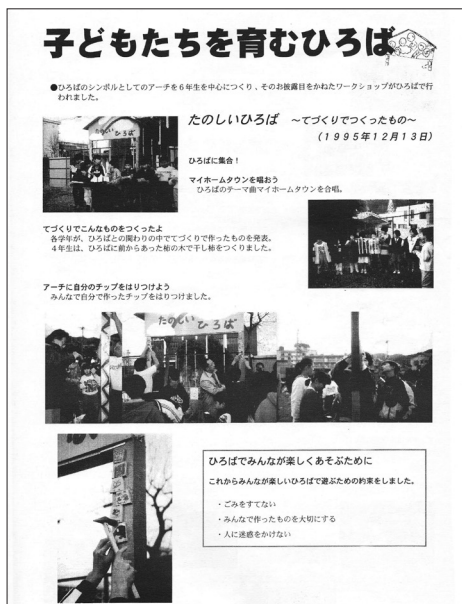 子どもたちを育むひろば
●ひろばのシンボルとしてのアーチを6年生を中心につくり、そのお披露目をかねたワークショップがひろばで行
われました。
たのしいひろば ～てづくりでつくったもの～
（1995年12月13日）
ひろばに集合！
マイホームタウンを唱おう
ひろばのテーマ曲マイホームタウンを合唱。
てづくりでこんなものをつくったよ
各学年が、ひろばとの関わりの中でてづくりで作ったものを発表。
4年生は、ひろばに前からあった柿の木で干し柿をつくりました。
アーチに自分のチップをはりつけよう
みんなで自分で作ったチップをはりつけました。
たのしい
ひろば
ひろばでみんなが楽しくあそぶために
これからみんなが楽しいひろばで遊ぶための約束をしました。
・ごみをすてない
・みんなで作ったものを大切にする
・人に迷惑をかけない